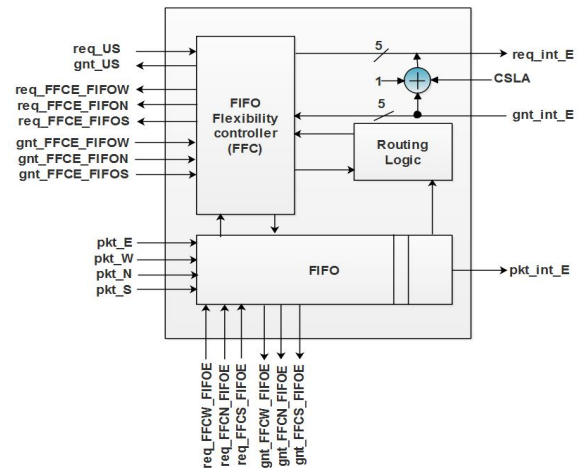 req_US
gnt_US
req_FFCE_FIFOW
req_FFCE_FIFON
req_FFCE_FIFOS
gnt_FFCE_FIFOW
gnt_FFCE_FIFON
gnt_FFCE_FIFOS
FIFO
Flexibility
controller
(FFC)
5
req_int_E
1
+
CSLA
5
gnt_int_E
Routing
Logic
pkt_E
pkt_W
pkt_N
pkt_S
FIFO
pkt_int_E
req_FFCW_FIFOE
req_FFCN_FIFOE
req_FFCS_FIFOE
gnt_FFCW_FIFOE
gnt_FFCN_FIFOE
gnt_FFCS_FIFOE